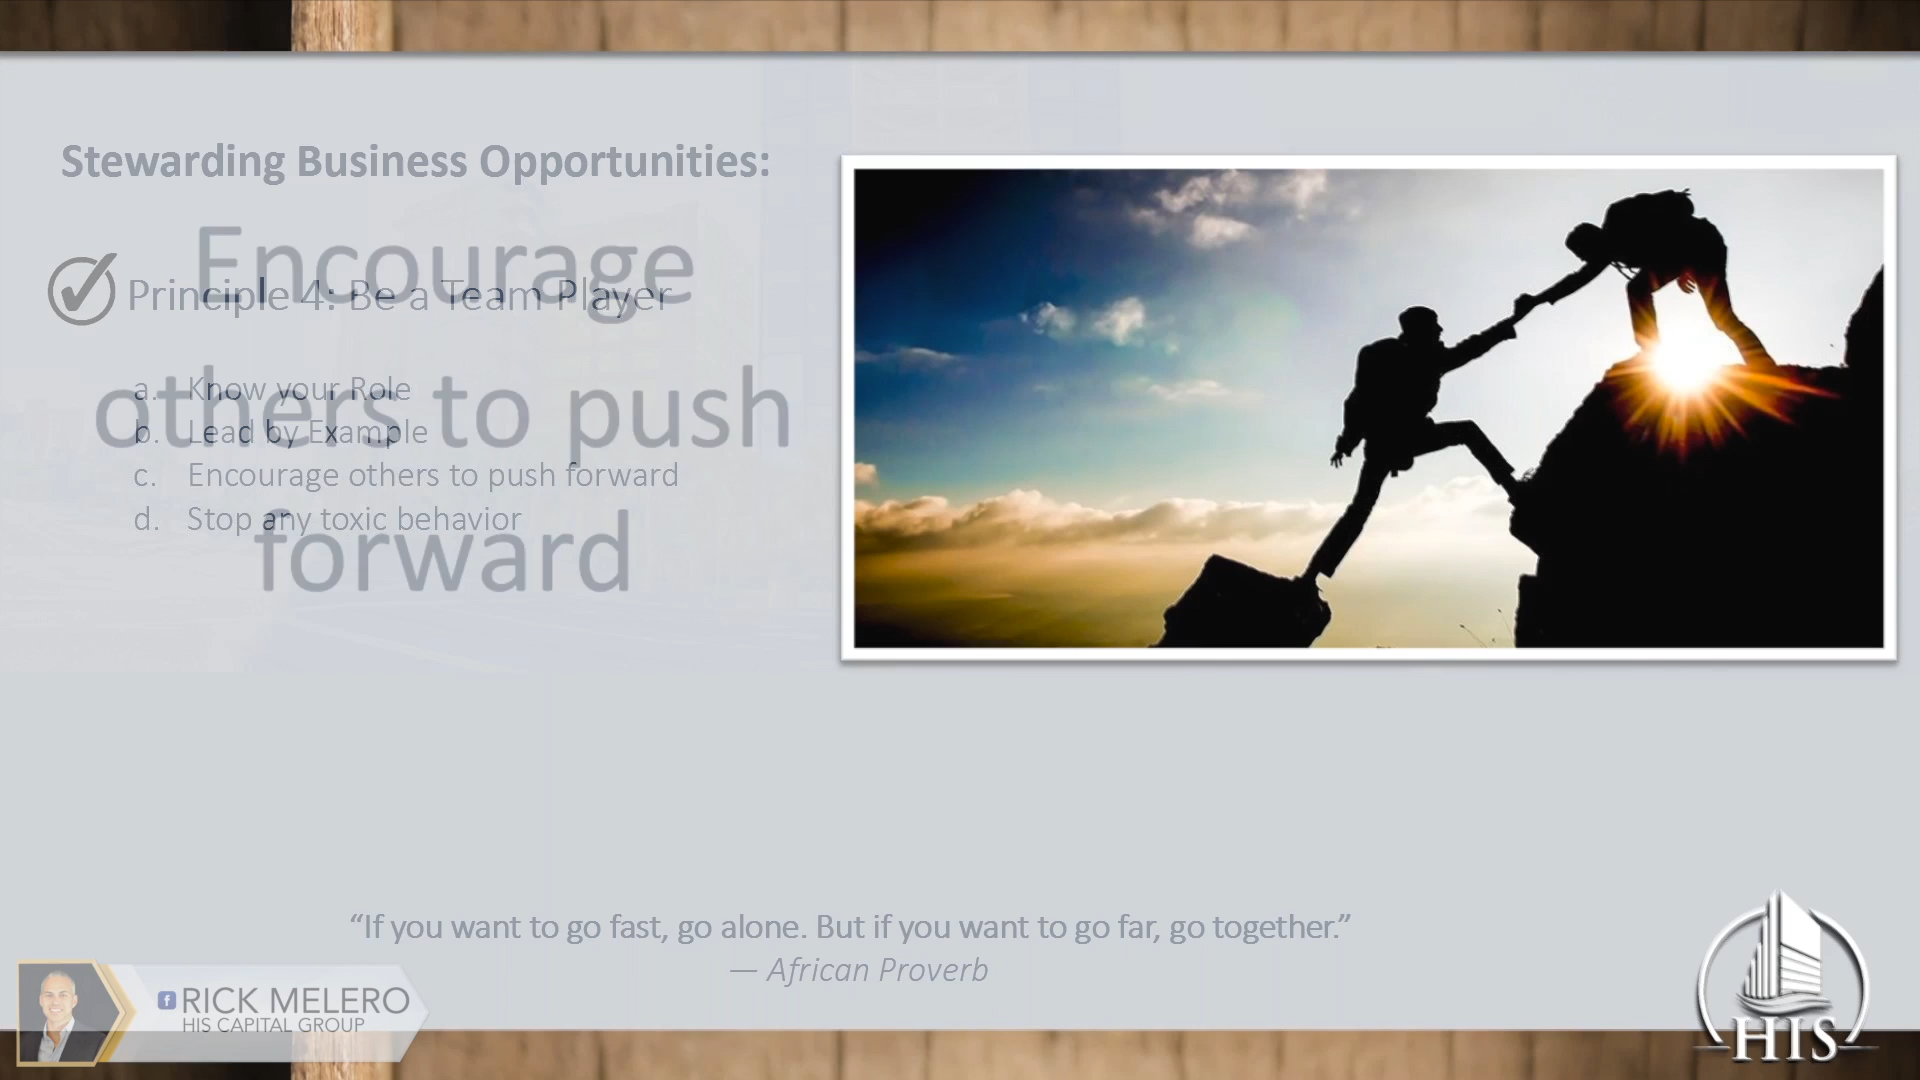 Stewarding Business Opportunities:
Encourage
others to push
forward
Principle 4: Be a Team Player
a. Know your Role
b. Lead by Example
c. Encourage others to push forward
d. Stop any toxic behavior
“If you want to go fast, go alone. But if you want to go far, go together.”
— African Proverb
f RICK MELERO
HIS CAPITAL GROUP
HIS